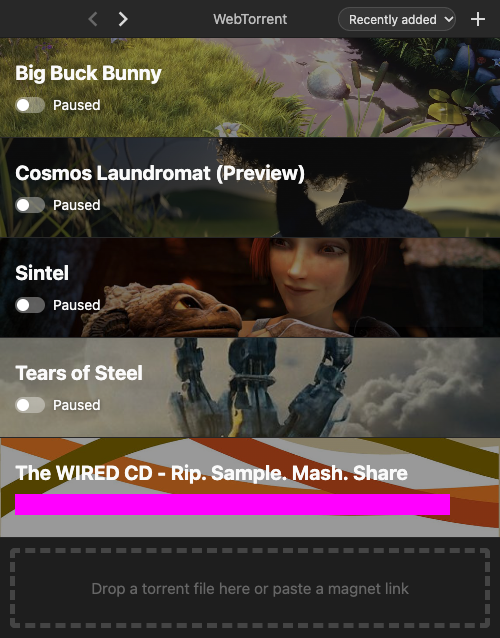 WebTorrent
Recently added
Big Buck Bunny
Paused
Cosmos Laundromat (Preview)
Paused
Sintel
Paused
Tears of Steel
Paused
The WIRED CD - Rip. Sample. Mash. Share
Drop a torrent file here or paste a magnet link